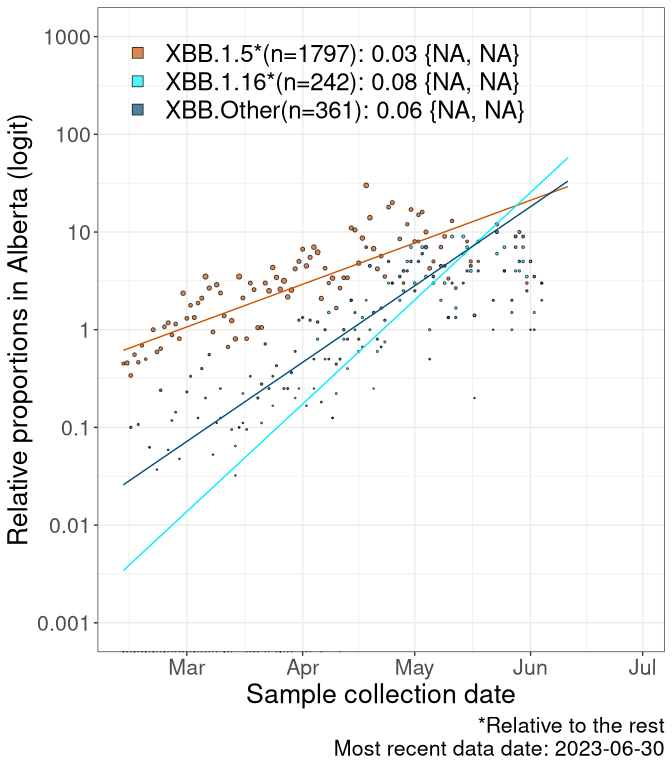 XBB.1.5*(n=1797): 0.03 {NA, NA}
XBB.1.16*(n=242): 0.08 {NA, NA}
XBB.Other(n=361): 0.06 {NA, NA}
Relative proportions in Alberta (logit)
1000
100
10
1
0.1
0.01
0.001
Mar Apr May Jun Jul
Sample collection date
*Relative to the rest
Most recent data date: 2023-06-30